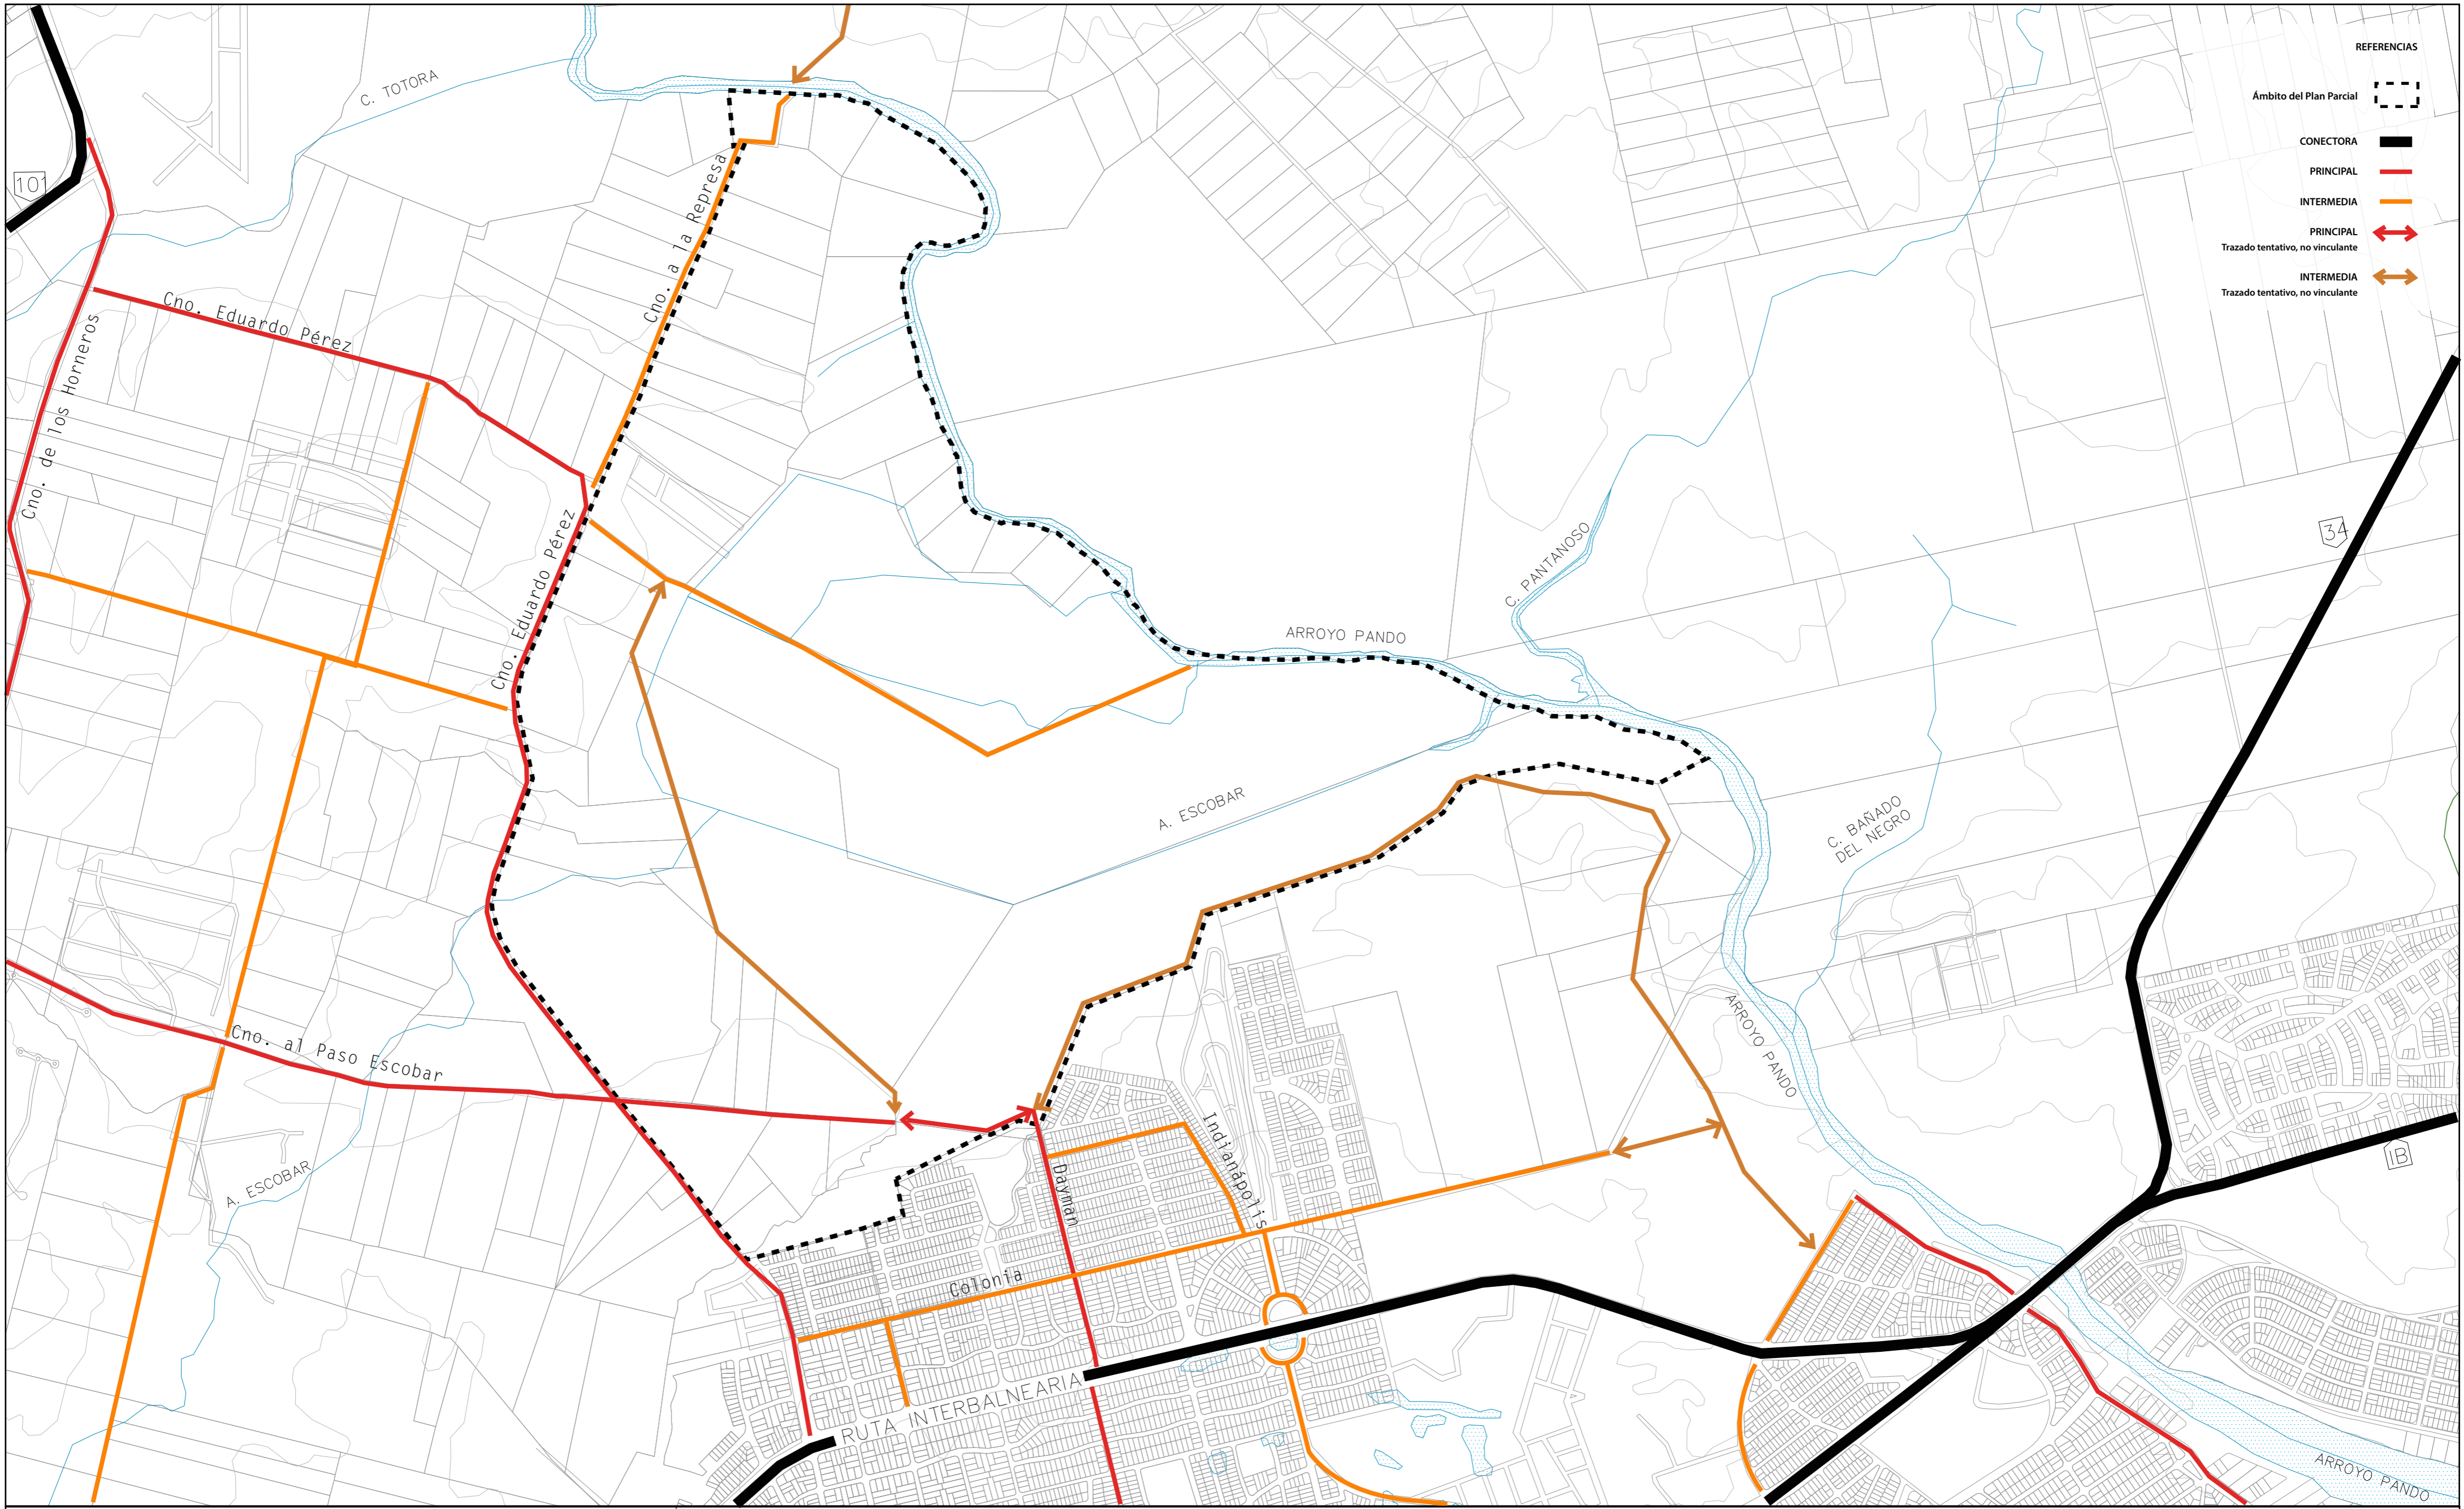 REFERENCIAS
Ámbito del Plan Parcial
CONECTORA
PRINCIPAL
INTERMEDIA
PRINCIPAL
Trazado tentativo, no vinculante
INTERMEDIA
Trazado tentativo, no vinculante
C. TOTORA
101
Cno. a la Represa
Cno. Eduardo Pérez
Cno. de los Horneros
Cno. Eduardo Pérez
34
C. PANTANOSO
ARROYO PANDO
A. ESCOBAR
C. BAÑADO
DEL NEGRO
ARROYO PANDO
Cno. al Paso Escobar
A. ESCOBAR
Dayman
Indianápolis
IB
Colonia
RUTA INTERBALNEARIA
ARROYO PANDO